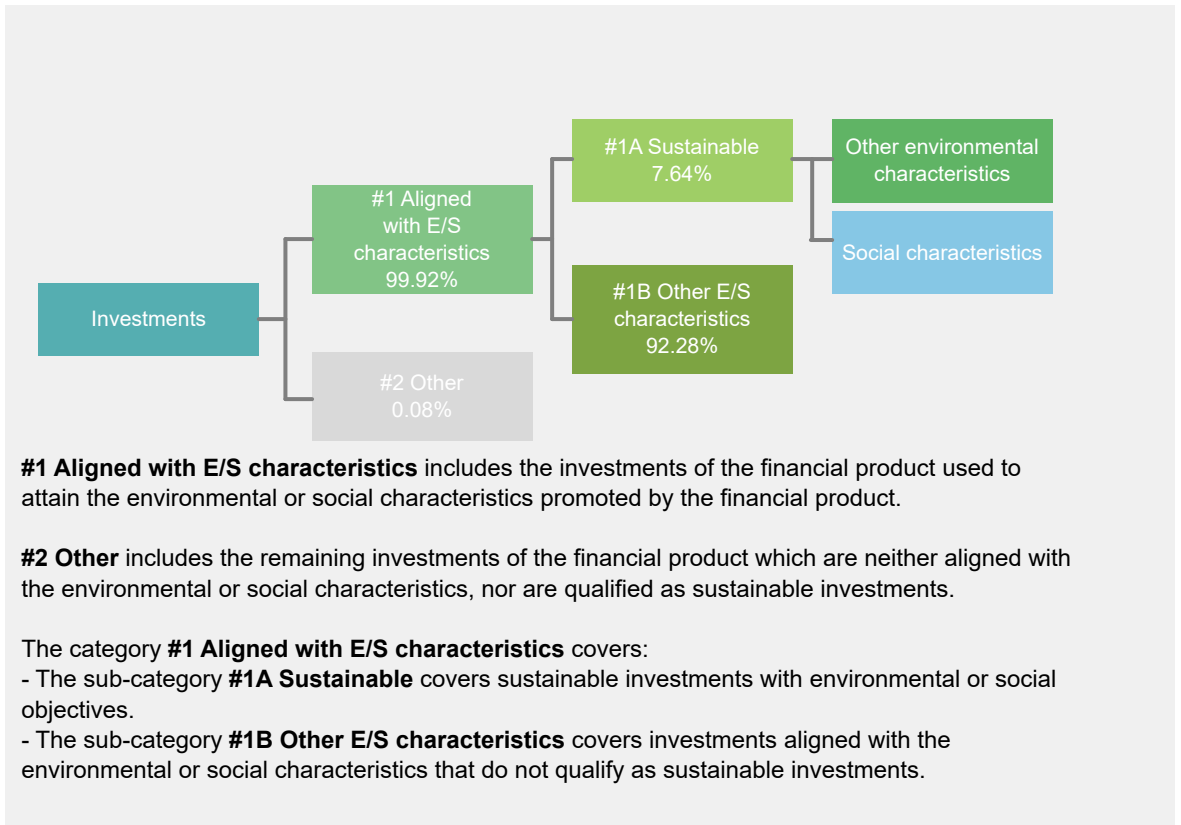 #1A Sustainable
7.64%
Other environmental
characteristics
#1 Aligned
with E/S
characteristics
99.92%
Social characteristics
#1B Other E/S
characteristics
92.28%
Investments
#2 Other
0.08%
#1 Aligned with E/S characteristics includes the investments of the financial product used to
attain the environmental or social characteristics promoted by the financial product.
#2 Other includes the remaining investments of the financial product which are neither aligned with
the environmental or social characteristics, nor are qualified as sustainable investments.
The category #1 Aligned with E/S characteristics covers:
- The sub-category #1A Sustainable covers sustainable investments with environmental or social
objectives.
- The sub-category #1B Other E/S characteristics covers investments aligned with the
environmental or social characteristics that do not qualify as sustainable investments.